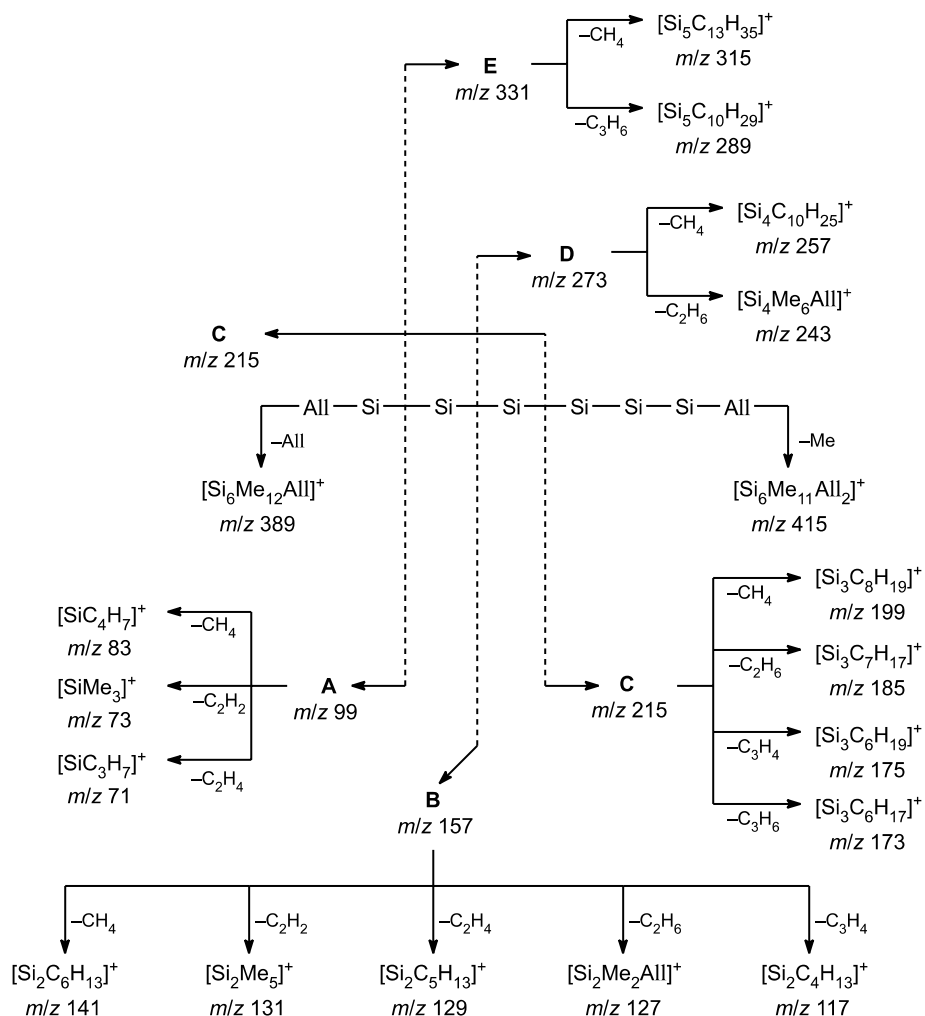 [Si₅C₁₃H₃₅]⁺
–CH₄
m/z 315
E
m/z 331
[Si₅C₁₀H₂₉]⁺
–C₃H₆
m/z 289
[Si₄C₁₀H₂₅]⁺
–CH₄
m/z 257
D
m/z 273
[Si₄Me₆All]⁺
–C₂H₆
m/z 243
C
m/z 215
All Si Si Si Si Si Si All
–All
–Me
[Si₆Me₁₂All]⁺
m/z 389
[Si₆Me₁₁All₂]⁺
m/z 415
[SiC₄H₇]⁺
–CH₄
m/z 83
[SiMe₃]⁺
–C₂H₂
m/z 73
A
m/z 99
[SiC₃H₇]⁺
–C₂H₄
m/z 71
[Si₃C₈H₁₉]⁺
–CH₄
m/z 199
[Si₃C₇H₁₇]⁺
–C₂H₆
m/z 185
C
m/z 215
[Si₃C₆H₁₉]⁺
–C₃H₄
m/z 175
[Si₃C₆H₁₇]⁺
–C₃H₆
m/z 173
B
m/z 157
–CH₄ –C₂H₂ –C₂H₄ –C₂H₆ –C₃H₄
[Si₂C₆H₁₃]⁺ [Si₂Me₅]⁺ [Si₂C₅H₁₃]⁺ [Si₂Me₂All]⁺ [Si₂C₄H₁₃]⁺
m/z 141 m/z 131 m/z 129 m/z 127 m/z 117